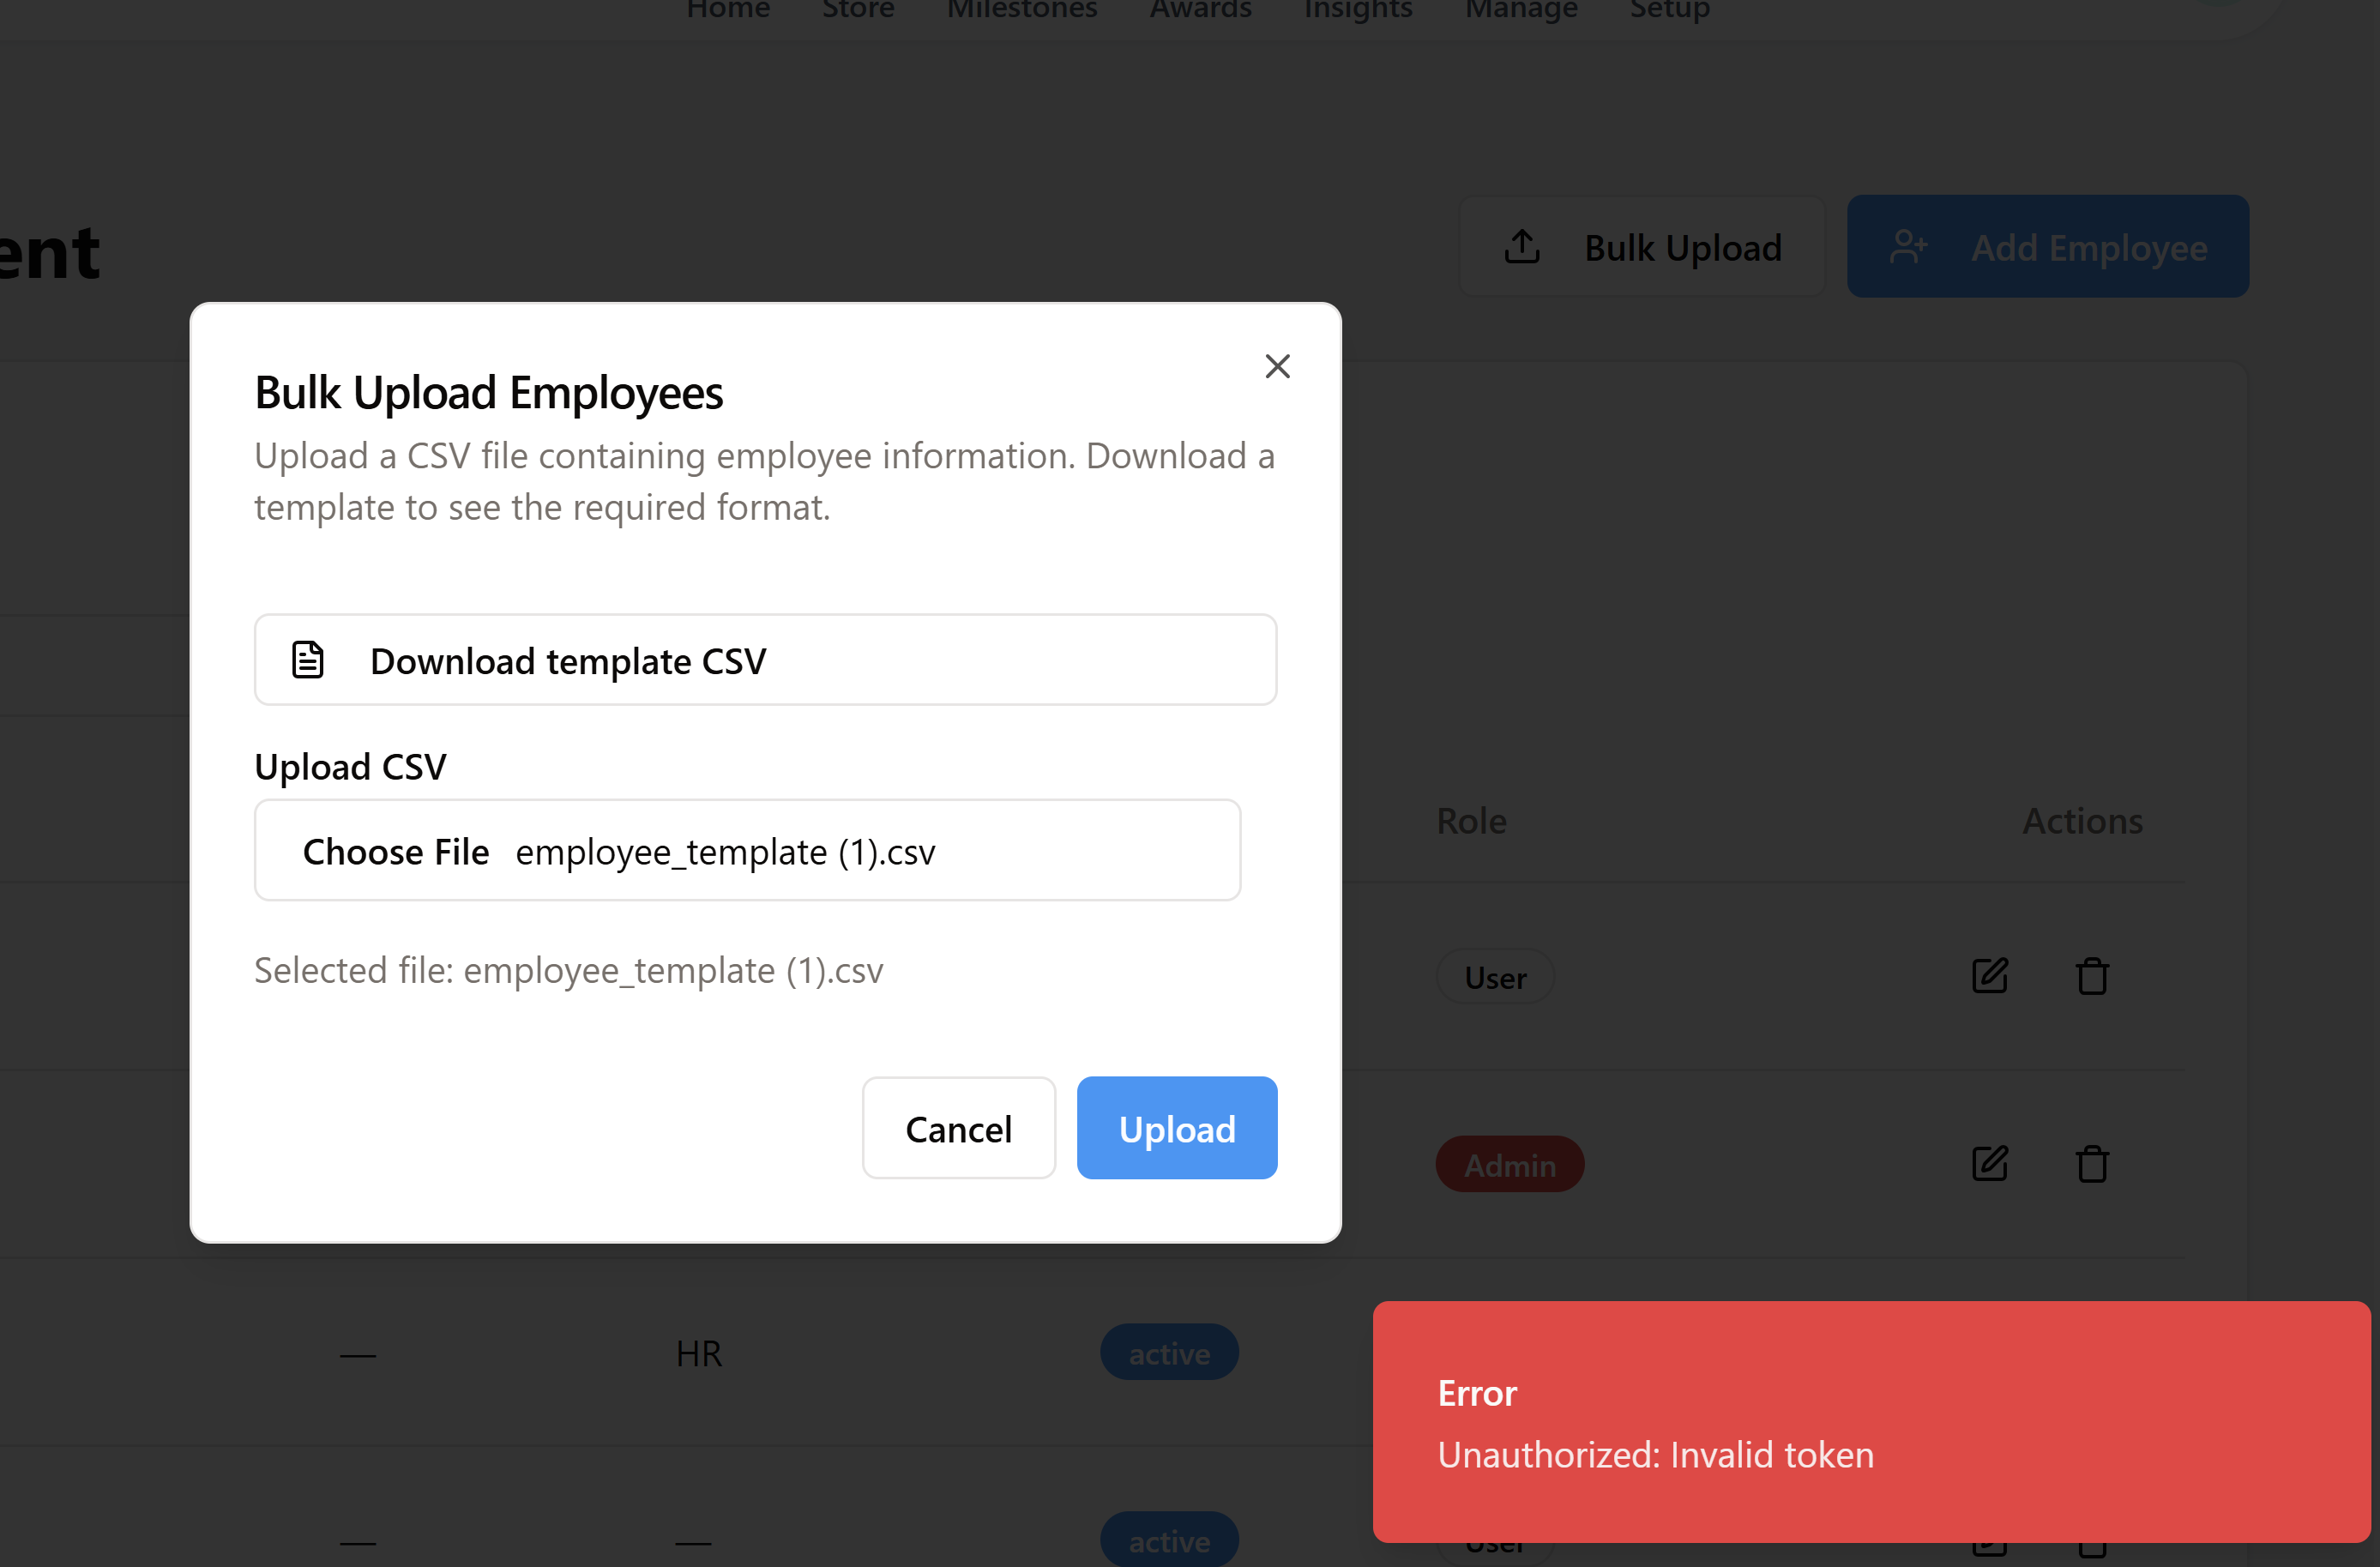 Home Store Milestones Awards Insights Manage Setup
ent
Bulk Upload
Add Employee
Bulk Upload Employees
Upload a CSV file containing employee information. Download a
template to see the required format.
Download template CSV
Upload CSV
Choose File employee_template (1).csv
Selected file: employee_template (1).csv
Cancel
Upload
Role
Actions
User
Admin
— HR active
Error
Unauthorized: Invalid token
— — active User